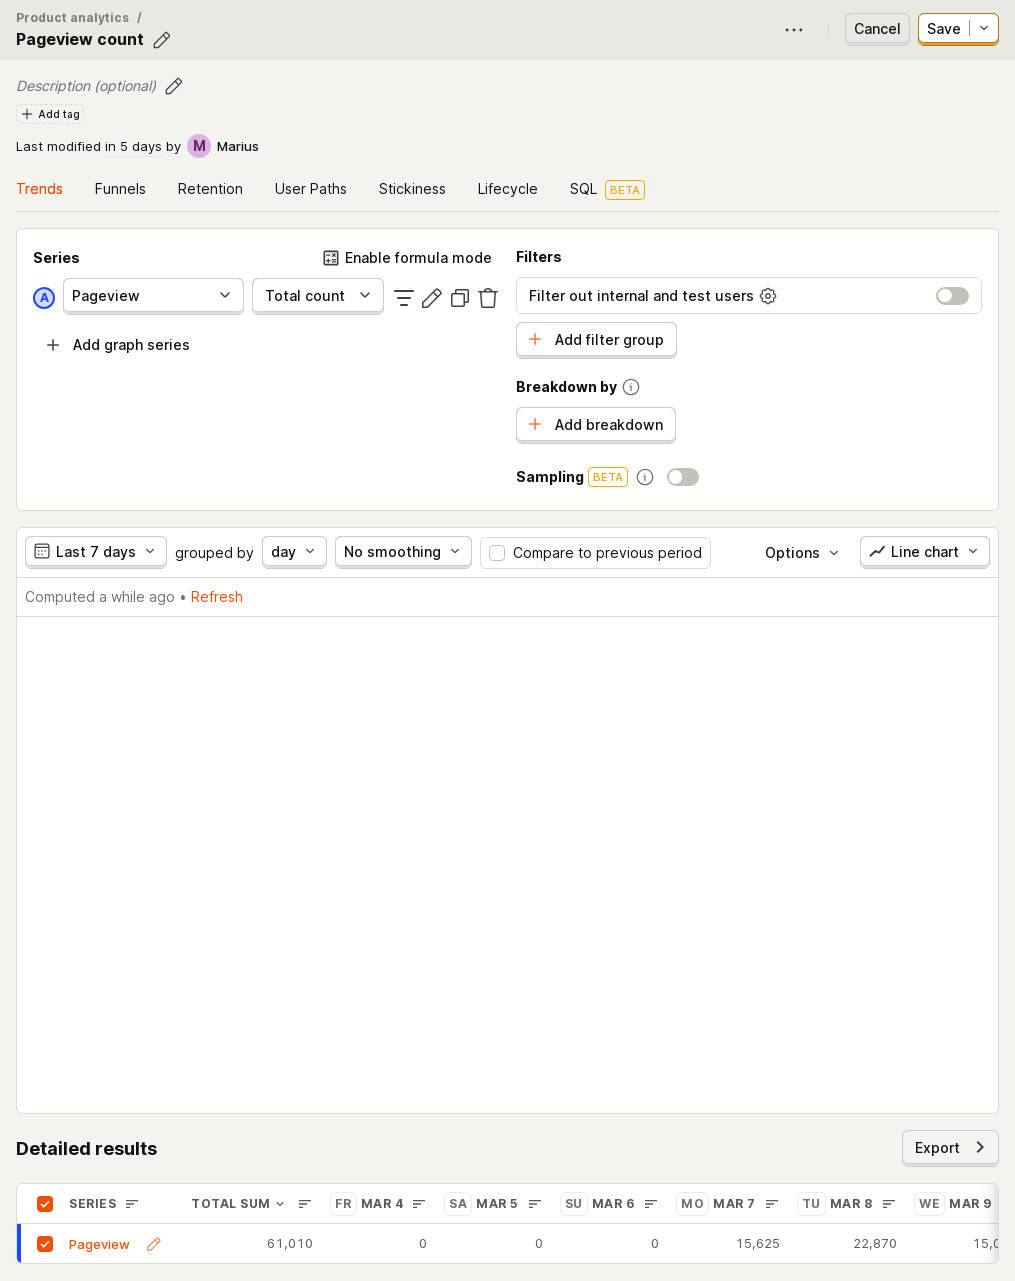 Product analytics /
Pageview count
Cancel
Save
Description (optional)
Add tag
Last modified in 5 days by M Marius
Trends Funnels Retention User Paths Stickiness Lifecycle SQL BETA
Series
Enable formula mode
A Pageview Total count
Add graph series
Filters
Filter out internal and test users
Add filter group
Breakdown by
Add breakdown
Sampling BETA
Last 7 days grouped by day No smoothing Compare to previous period Options Line chart
Computed a while ago • Refresh
Detailed results
Export
SERIES TOTAL SUM FR MAR 4 SA MAR 5 SU MAR 6 MO MAR 7 TU MAR 8 WE MAR 9
Pageview 61,010 0 0 0 15,625 22,870